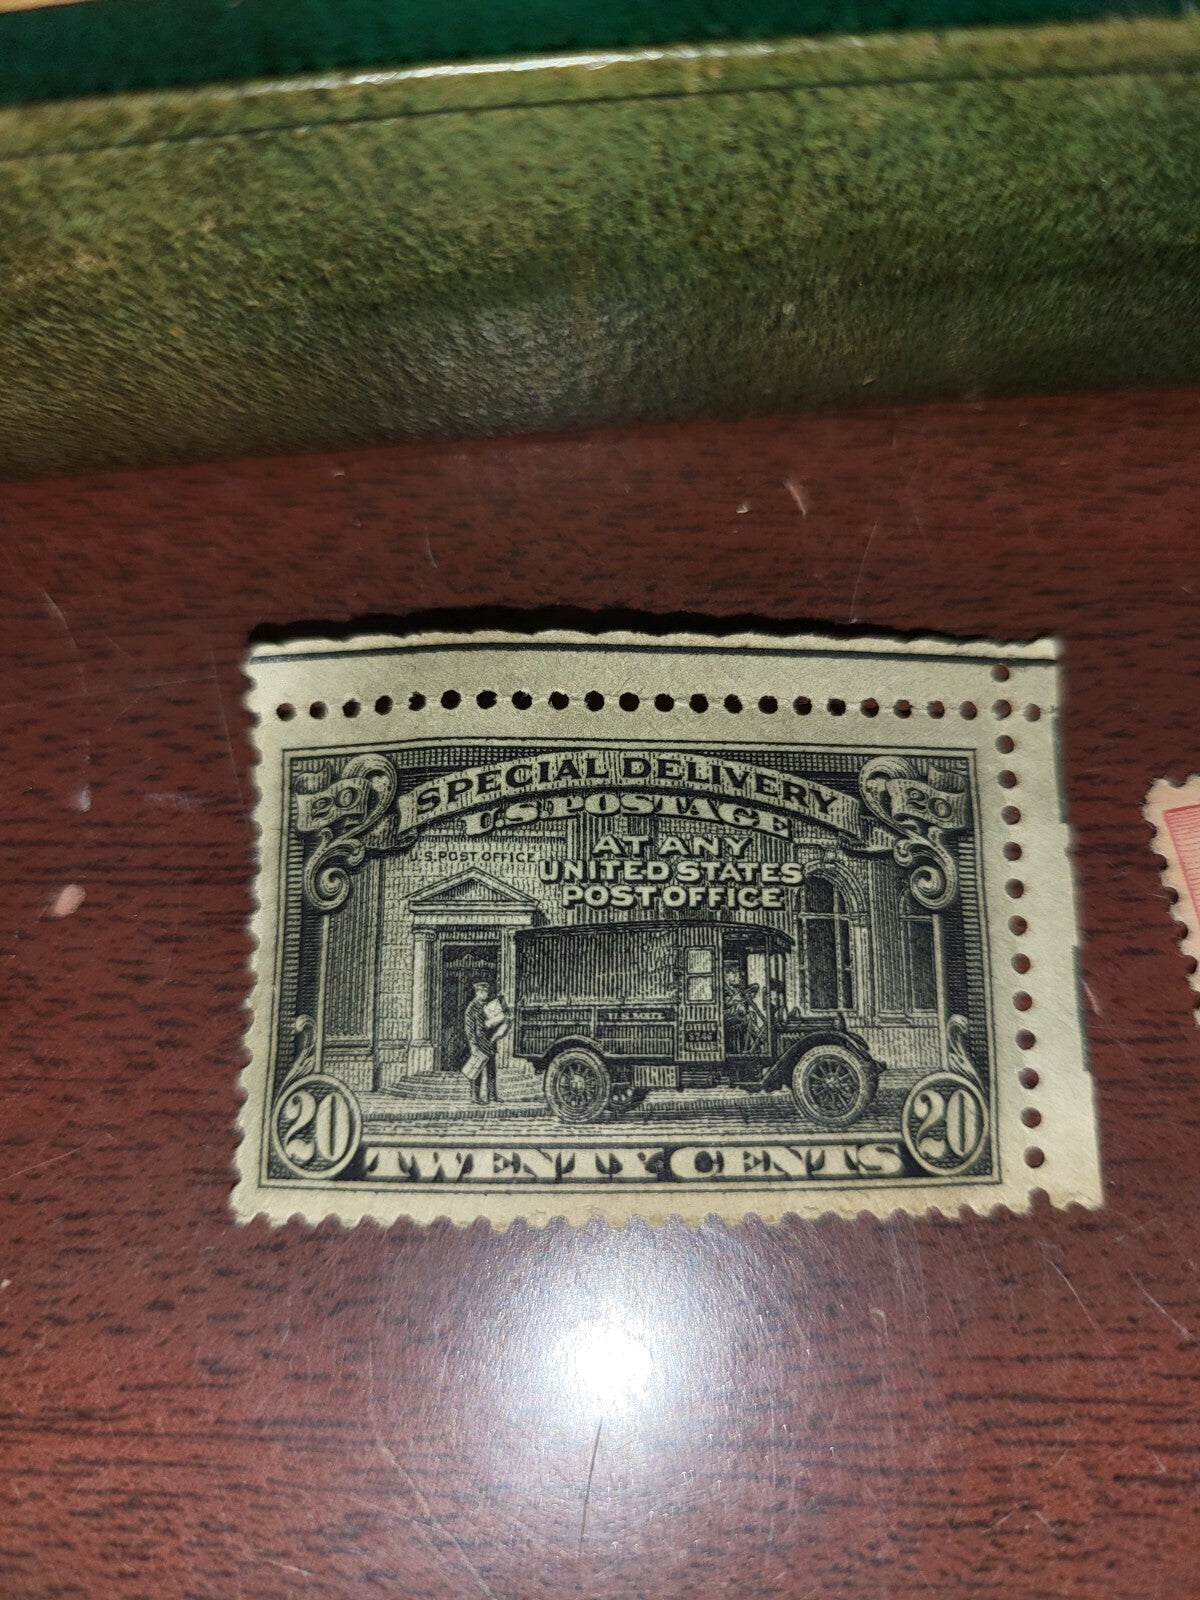 20
20
SPECIAL DELIVERY
U.S. POSTAGE
AT ANY
UNITED STATES
POST OFFICE
U.S. POST OFFICE
U.S. MAIL
20
20
TWENTY CENTS